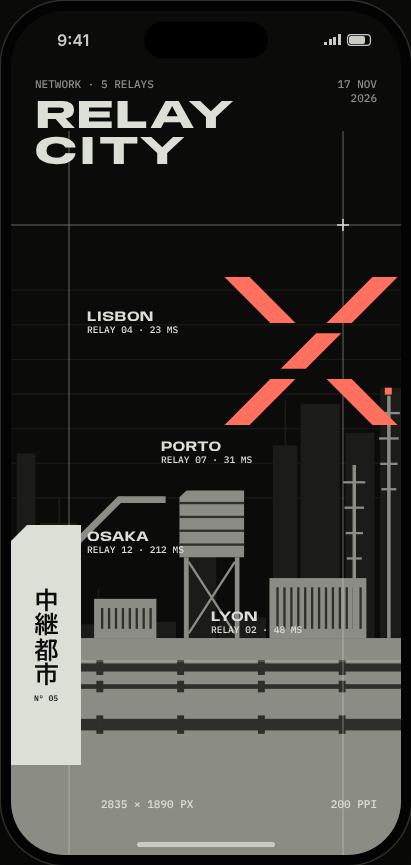 9:41
NETWORK · 5 RELAYS
17 NOV
2026
RELAY
CITY
LISBON
RELAY 04 · 23 MS
PORTO
RELAY 07 · 31 MS
OSAKA
RELAY 12 · 212 MS
中継都市
Nº 05
LYON
RELAY 02 · 48 MS
2835 × 1890 PX
200 PPI